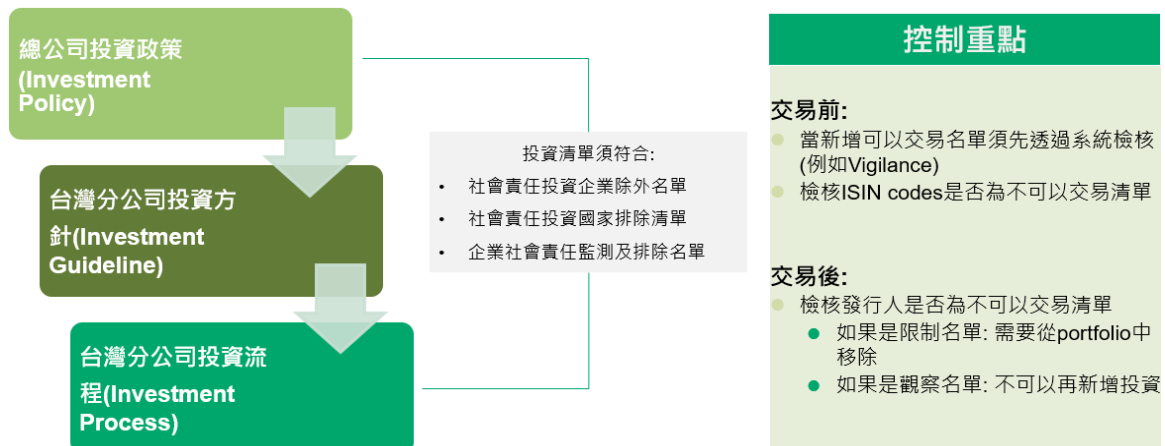 總公司投資政策
(Investment
Policy)
台灣分公司投資方
針(Investment
Guideline)
台灣分公司投資流
程(Investment
Process)
投資清單須符合:
• 社會責任投資企業除外名單
• 社會責任投資國家排除清單
• 企業社會責任監測及排除名單
控制重點
交易前:
當新增可以交易名單須先透過系統檢核
(例如Vigilance)
檢核ISIN codes是否為不可以交易清單
交易後:
檢核發行人是否為不可以交易清單
如果是限制名單: 需要從portfolio中
移除
如果是觀察名單: 不可以再新增投資